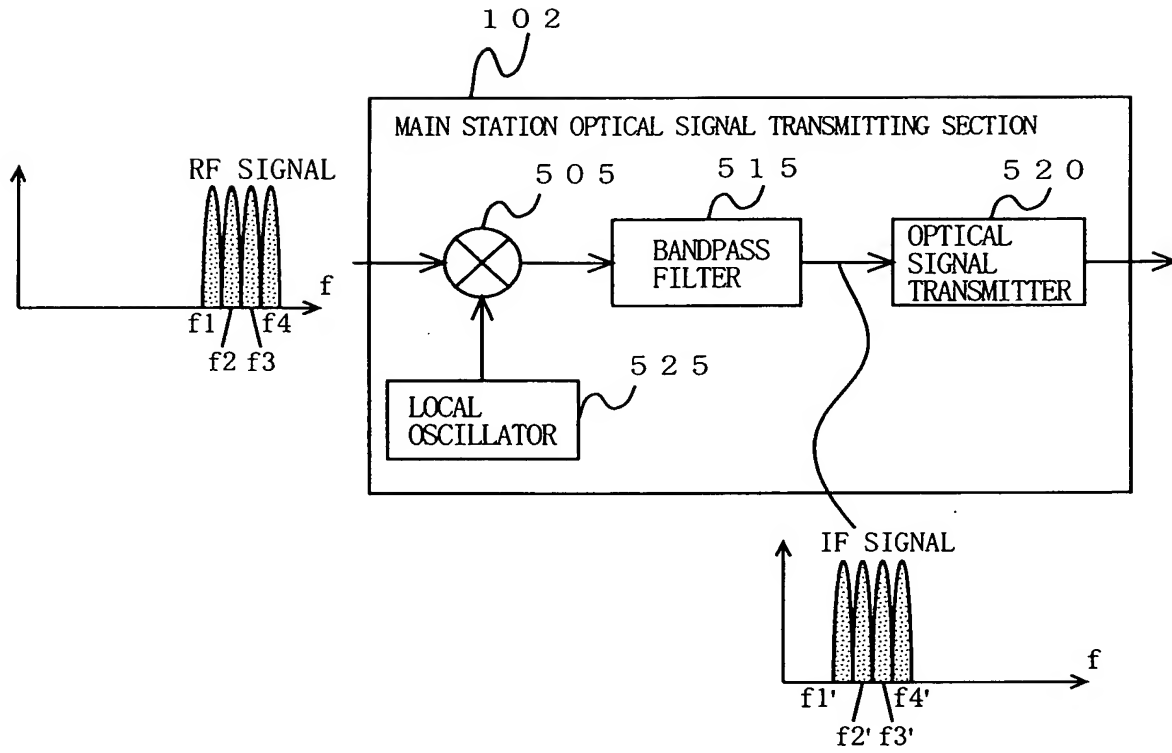 102
MAIN STATION OPTICAL SIGNAL TRANSMITTING SECTION
RF SIGNAL
505
515
520
BANDPASS
FILTER
OPTICAL
SIGNAL
TRANSMITTER
f
f1 f4
f2 f3
525
LOCAL
OSCILLATOR
IF SIGNAL
f
f1' f4'
f2' f3'